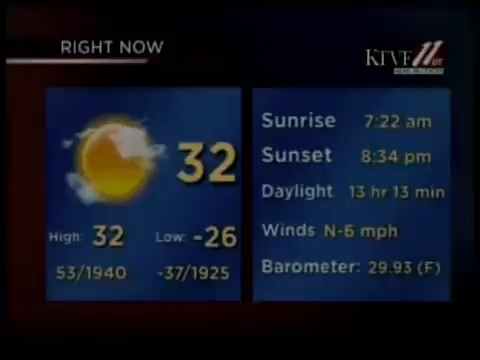 RIGHT NOW
KTVF 11
32
High: 32 Low: -26
53/1940 -37/1925
Sunrise 7:22 am
Sunset 8:34 pm
Daylight 13 hr 13 min
Winds N-6 mph
Barometer: 29.93 (F)